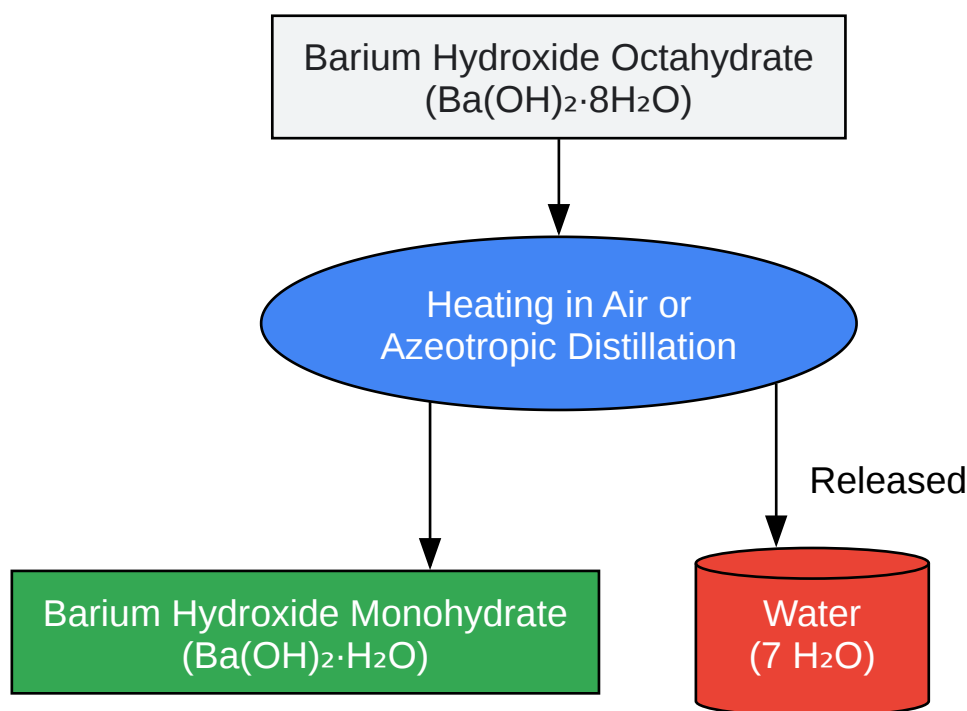 Barium Hydroxide Octahydrate
(Ba(OH)₂·8H₂O)
Heating in Air or
Azeotropic Distillation
Released
Barium Hydroxide Monohydrate
(Ba(OH)₂·H₂O)
Water
(7 H₂O)